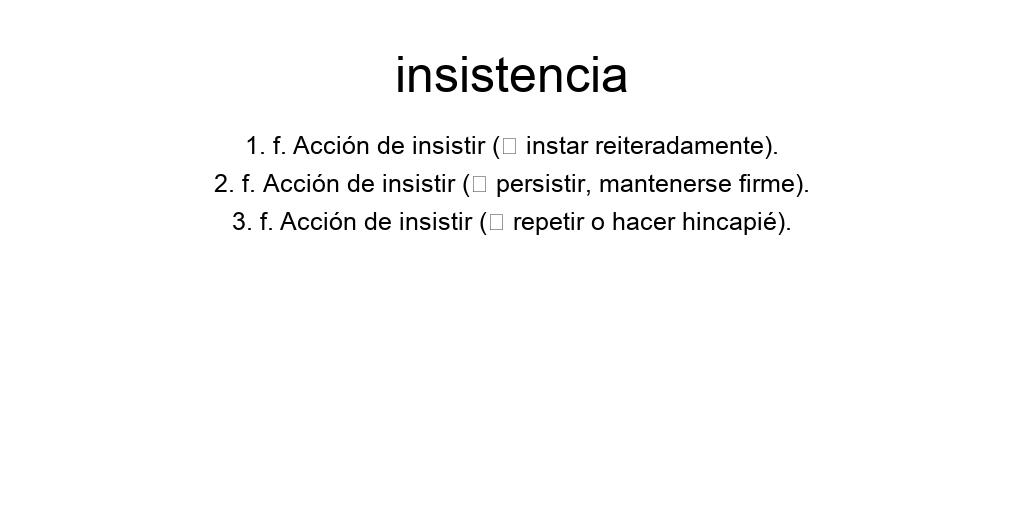 insistencia
1. f. Acción de insistir (□ instar reiteradamente).
2. f. Acción de insistir (□ persistir, mantenerse firme).
3. f. Acción de insistir (□ repetir o hacer hincapié).